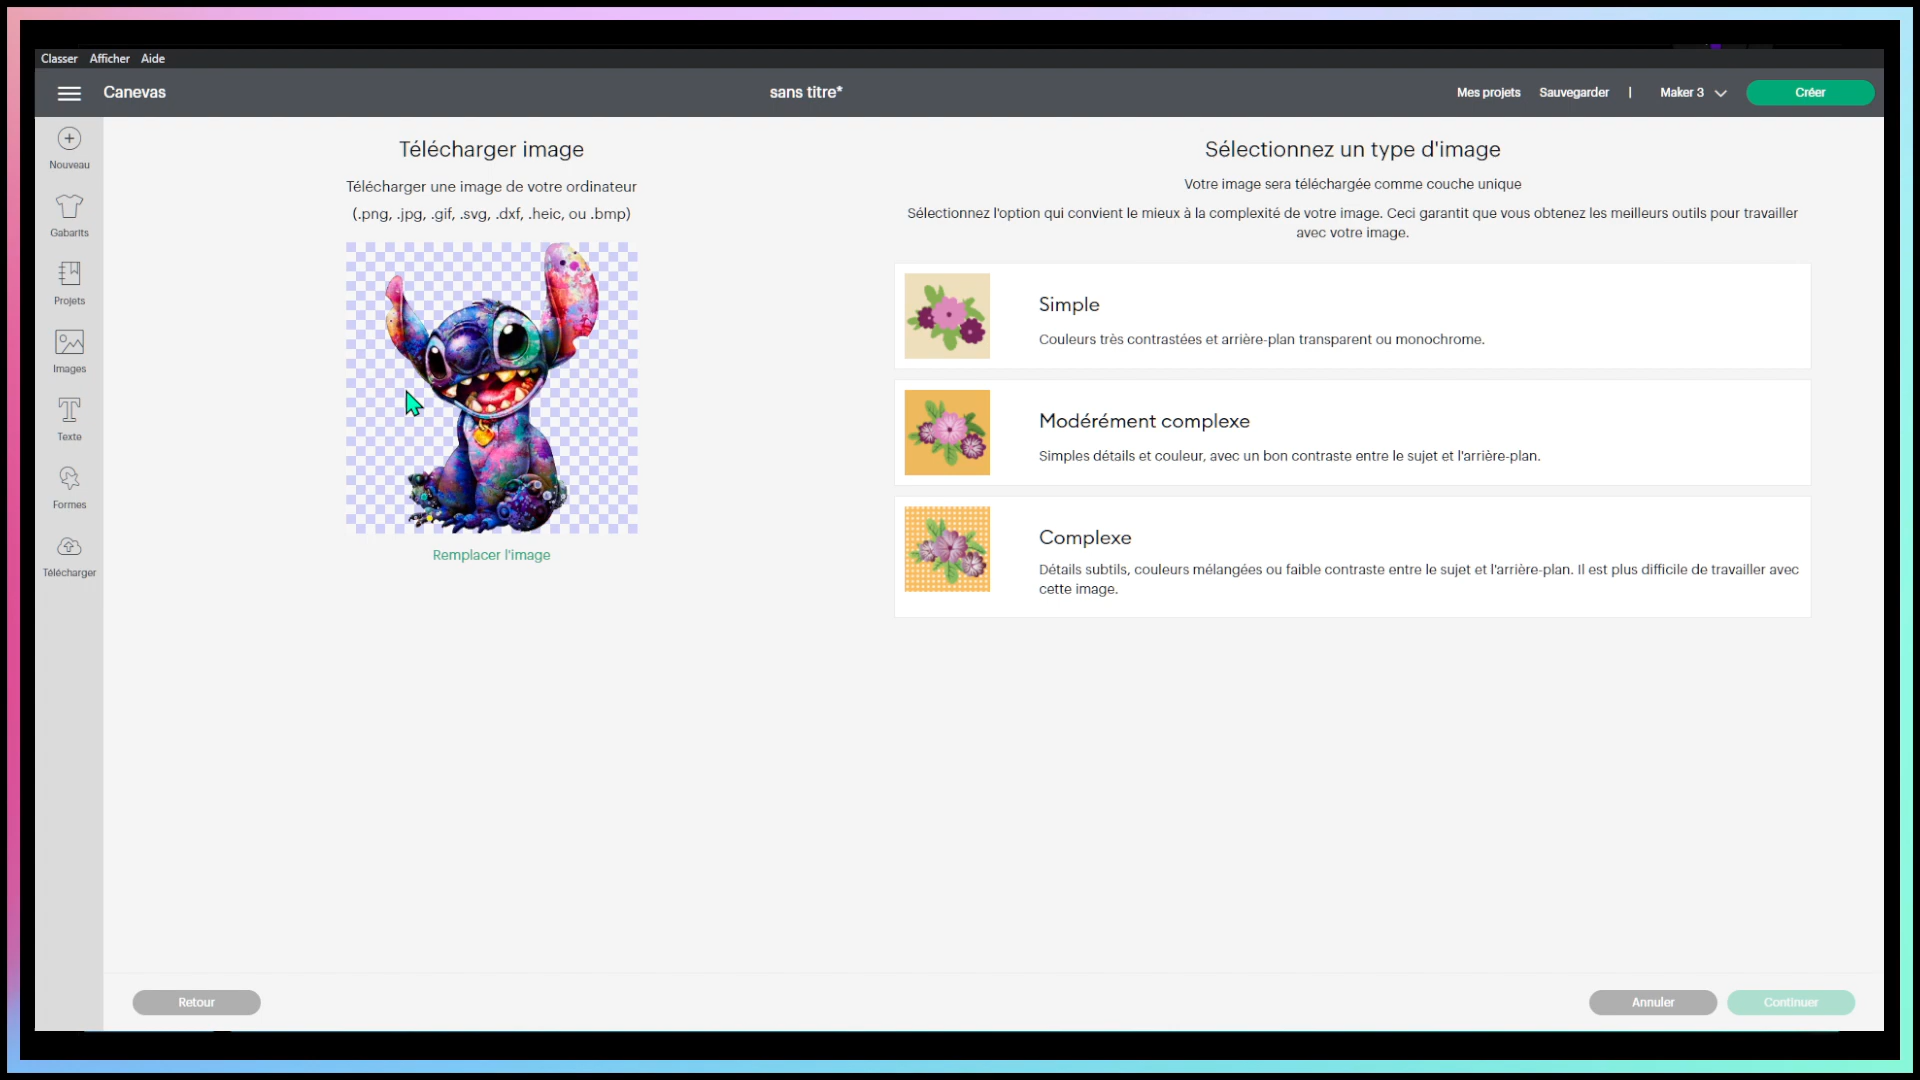 Classer Afficher Aide
Canevas
sans titre*
Mes projets Sauvegarder | Maker 3 Créer
Nouveau
Gabarits
Projets
Images
Texte
Formes
Télécharger
Télécharger image
Télécharger une image de votre ordinateur
(.png, .jpg, .gif, .svg, .dxf, .heic, ou .bmp)
Remplacer l'image
Sélectionnez un type d'image
Votre image sera téléchargée comme couche unique
Sélectionnez l'option qui convient le mieux à la complexité de votre image. Ceci garantit que vous obtenez les meilleurs outils pour travailler
avec votre image.
Simple
Couleurs très contrastées et arrière-plan transparent ou monochrome.
Modérément complexe
Simples détails et couleur, avec un bon contraste entre le sujet et l'arrière-plan.
Complexe
Détails subtils, couleurs mélangées ou faible contraste entre le sujet et l'arrière-plan. Il est plus difficile de travailler avec
cette image.
Retour
Annuler
Continuer